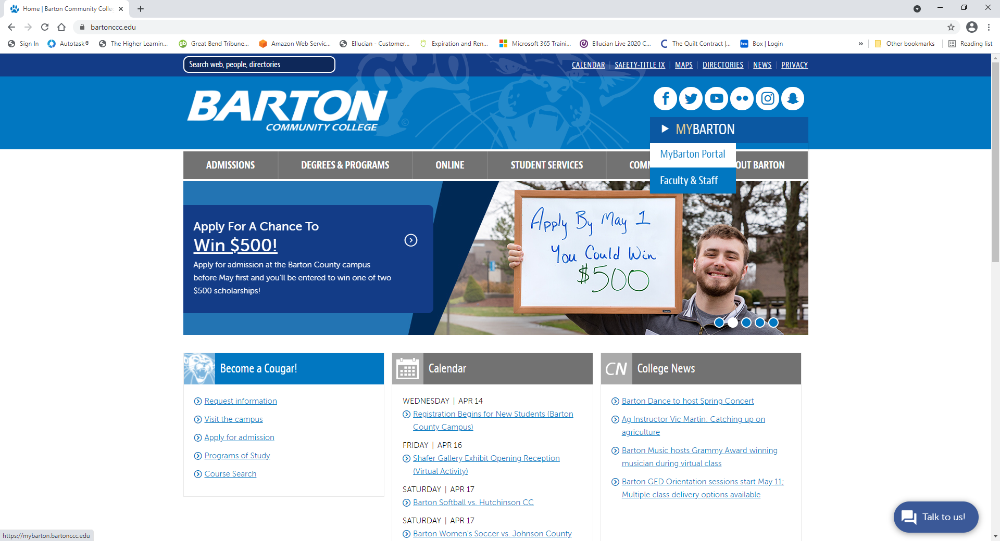 Home | Barton Community Colle
bartonccc.edu
Sign In
Autotask®
The Higher Learnin...
Great Bend Tribune...
Amazon Web Servic...
Ellucian - Customer...
Expiration and Ren...
Microsoft 365 Traini...
Ellucian Live 2020 C...
The Quilt Contract |...
box
Box | Login
»
Other bookmarks
Reading list
Search web, people, directories
CALENDAR | SAFETY-TITLE IX | MAPS | DIRECTORIES | NEWS | PRIVACY
BARTON
COMMUNITY COLLEGE
©
MYBARTON
MyBarton Portal
Faculty & Staff
ADMISSIONS
DEGREES & PROGRAMS
ONLINE
STUDENT SERVICES
COM
OUT BARTON
Apply For A Chance To
Win $500!
Apply for admission at the Barton County campus
before May first and you'll be entered to win one of two
$500 scholarships!
Apply By May 1
You Could Win
$500
Become a Cougar!
Request information
Visit the campus
Apply for admission
Programs of Study
Course Search
Calendar
WEDNESDAY | APR 14
Registration Begins for New Students (Barton
County Campus)
FRIDAY | APR 16
Shafer Gallery Exhibit Opening Reception
(Virtual Activity)
SATURDAY | APR 17
Barton Softball vs. Hutchinson CC
SATURDAY | APR 17
Barton Women's Soccer vs. Johnson County
CN
College News
Barton Dance to host Spring Concert
Ag Instructor Vic Martin: Catching up on
agriculture
Barton Music hosts Grammy Award winning
musician during virtual class
Barton GED Orientation sessions start May 11;
Multiple class delivery options available
Talk to us!
https://mybarton.bartonccc.edu